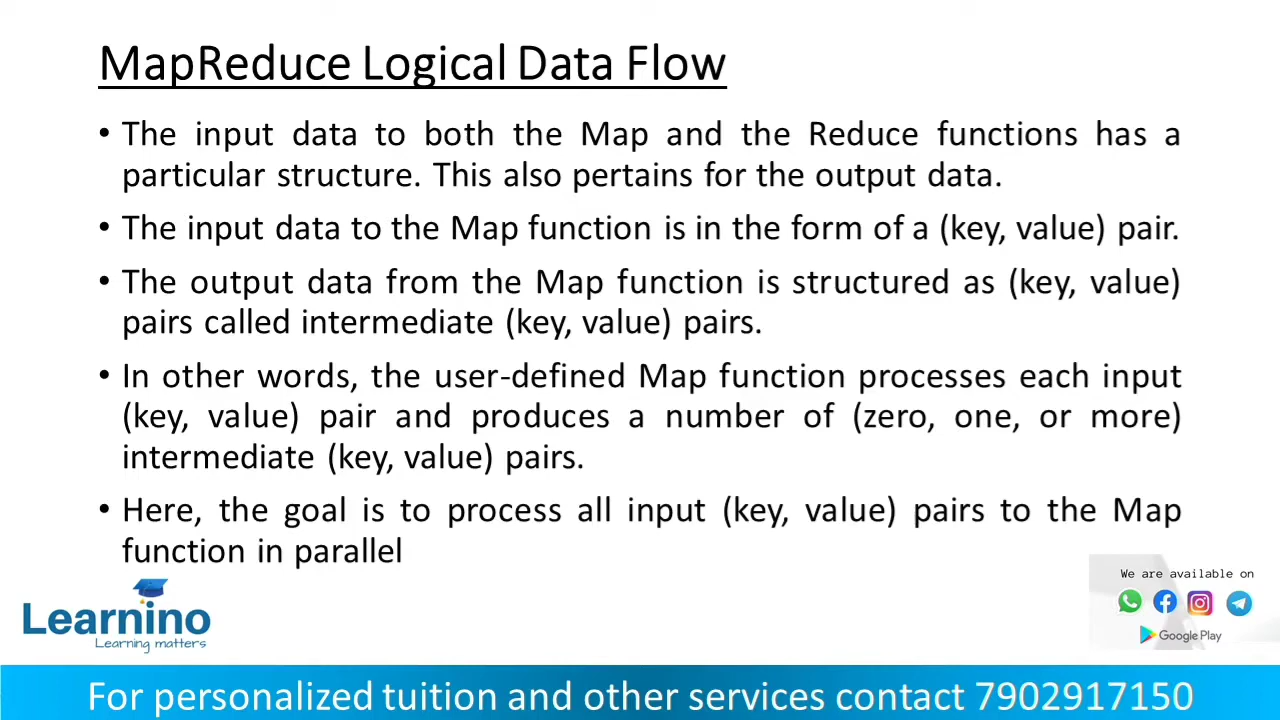 MapReduce Logical Data Flow
• The input data to both the Map and the Reduce functions has a
particular structure. This also pertains for the output data.
• The input data to the Map function is in the form of a (key, value) pair.
• The output data from the Map function is structured as (key, value)
pairs called intermediate (key, value) pairs.
• In other words, the user-defined Map function processes each input
(key, value) pair and produces a number of (zero, one, or more)
intermediate (key, value) pairs.
• Here, the goal is to process all input (key, value) pairs to the Map
function in parallel
We are available on
Google Play
Learnino
Learning matters
For personalized tuition and other services contact 7902917150